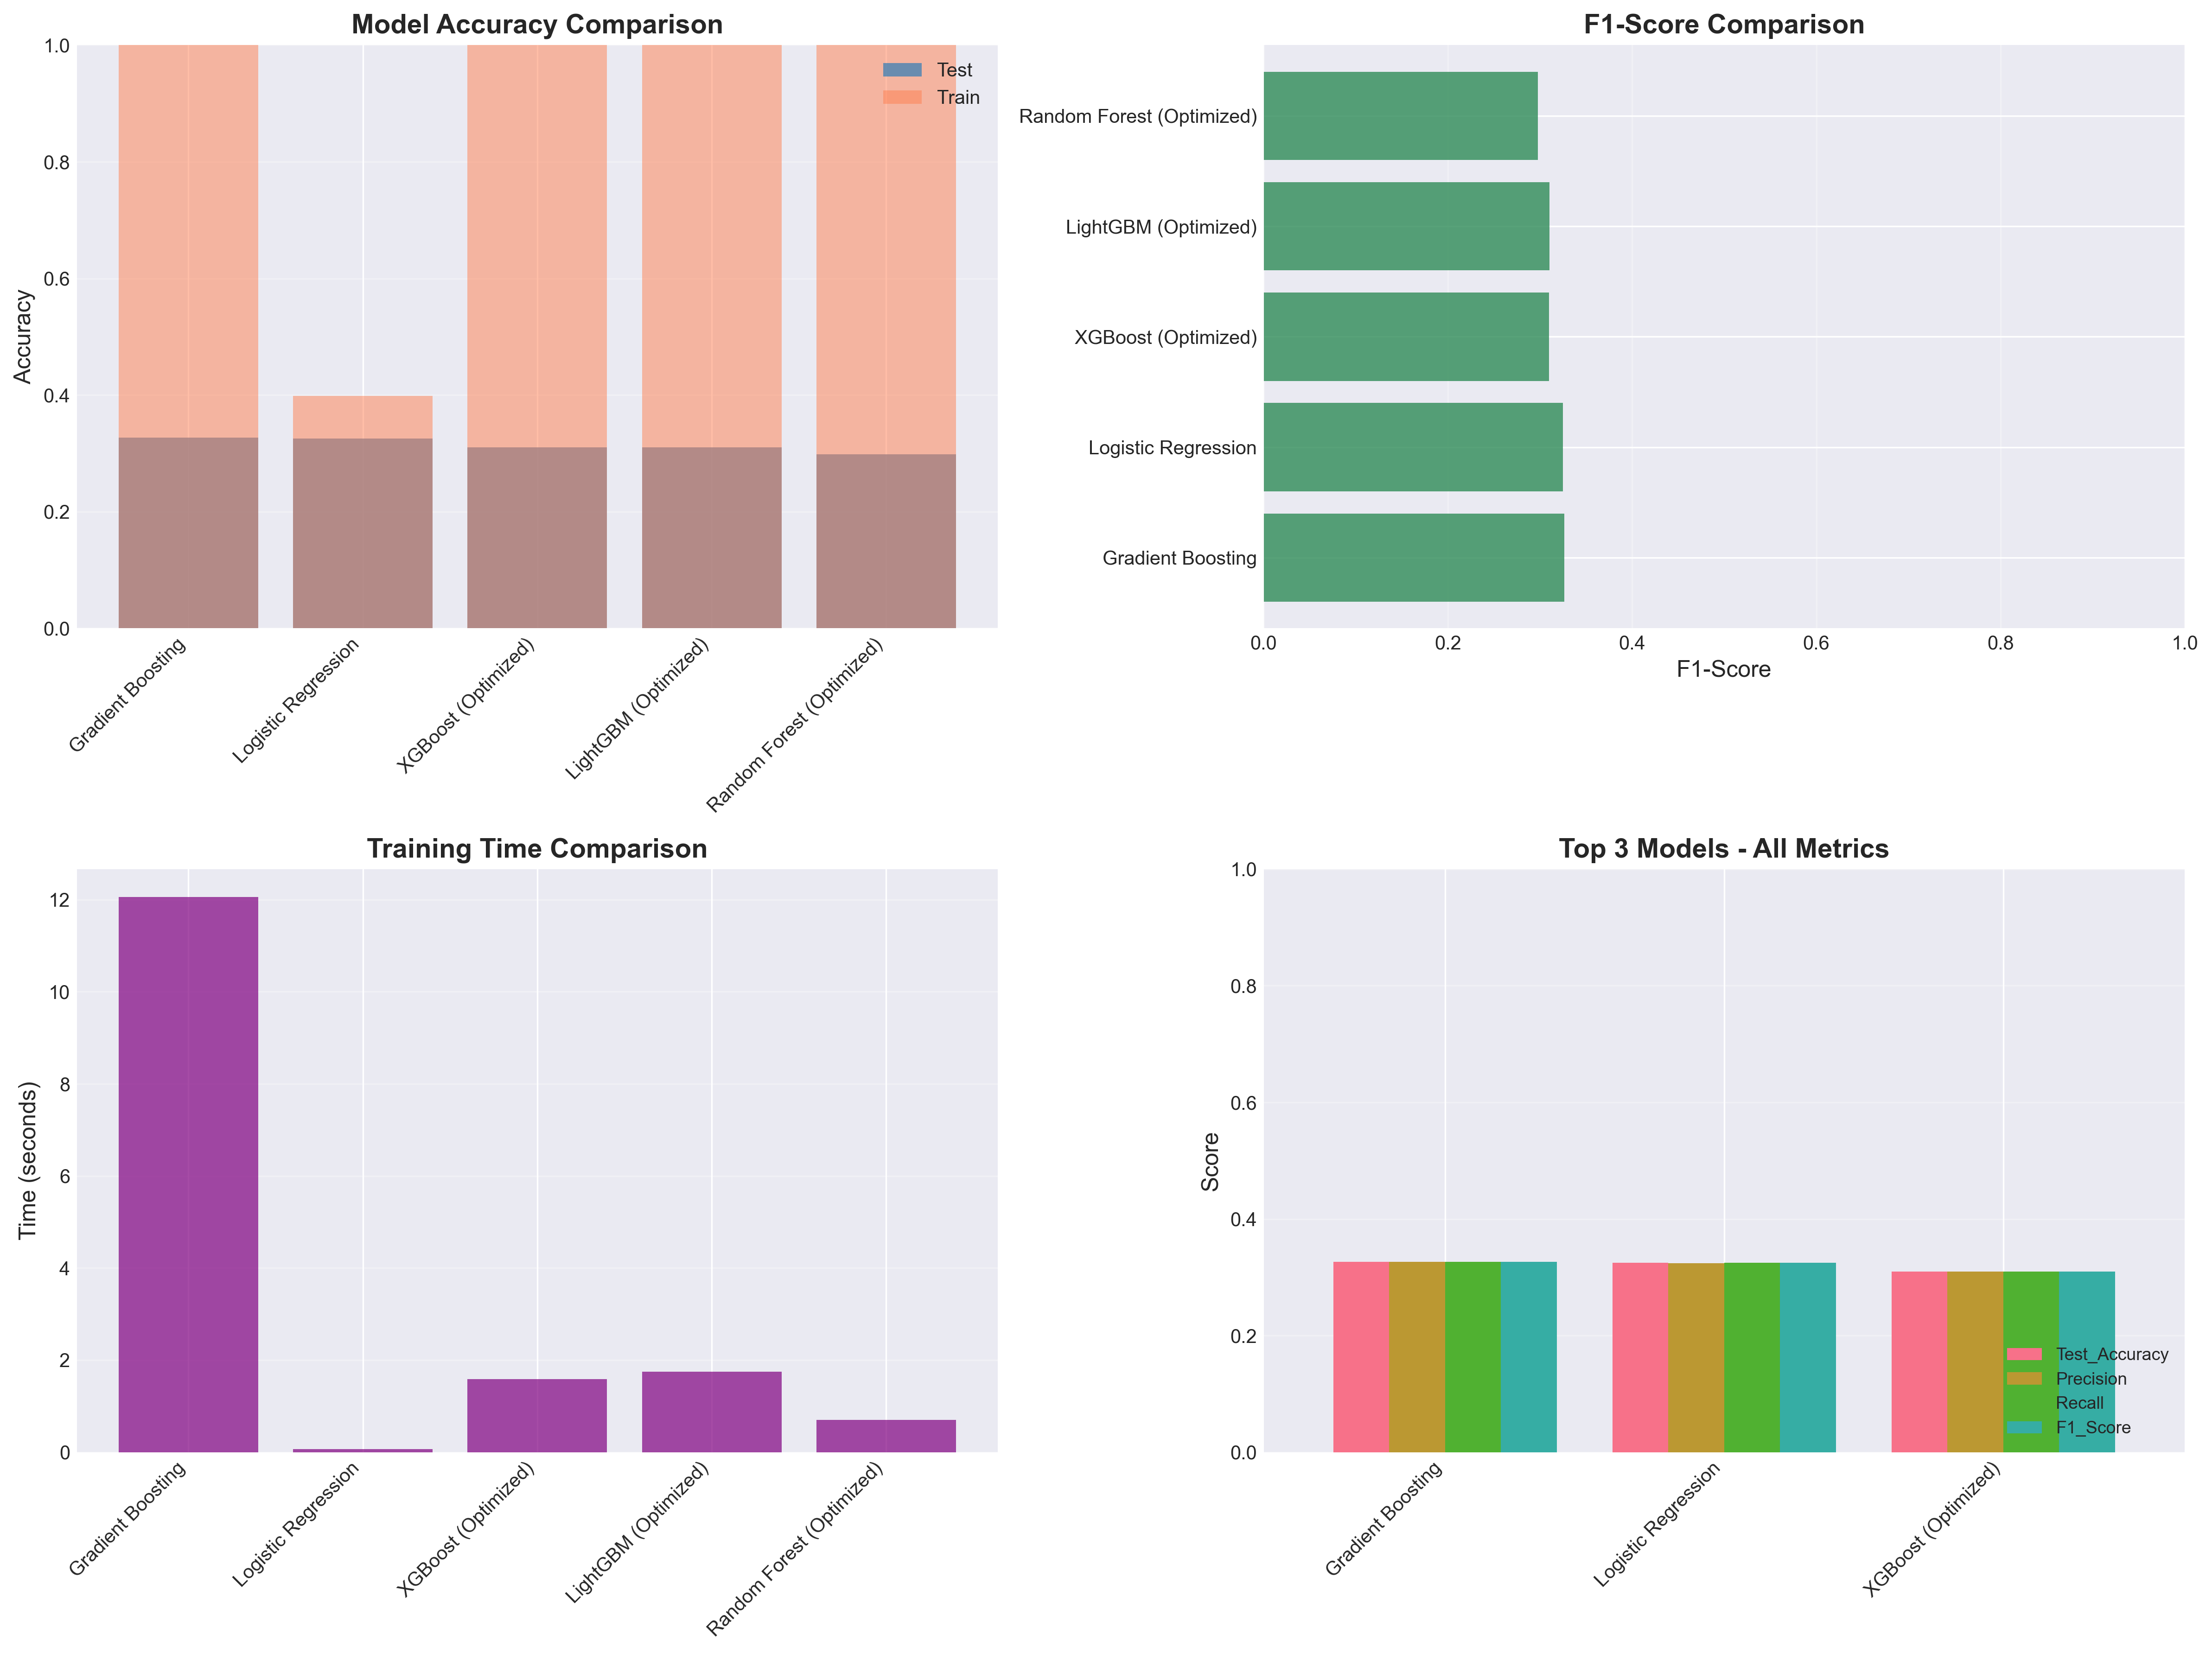 Model Accuracy Comparison
1.0
0.8
0.6
0.4
0.2
0.0
Accuracy
Test
Train
Gradient Boosting
Logistic Regression
XGBoost (Optimized)
LightGBM (Optimized)
Random Forest (Optimized)
F1-Score Comparison
Random Forest (Optimized)
LightGBM (Optimized)
XGBoost (Optimized)
Logistic Regression
Gradient Boosting
0.0 0.2 0.4 0.6 0.8 1.0
F1-Score
Training Time Comparison
12
10
8
6
4
2
0
Time (seconds)
Gradient Boosting
Logistic Regression
XGBoost (Optimized)
LightGBM (Optimized)
Random Forest (Optimized)
Top 3 Models - All Metrics
1.0
0.8
0.6
0.4
0.2
0.0
Score
Test_Accuracy
Precision
Recall
F1_Score
Gradient Boosting
Logistic Regression
XGBoost (Optimized)